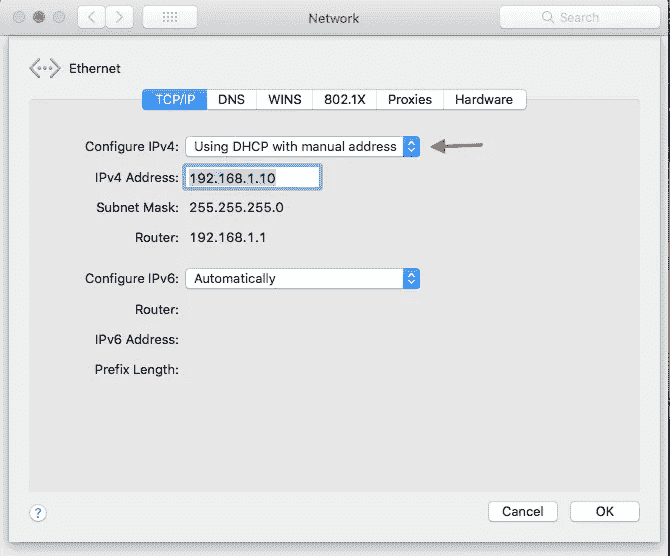 Network
Search
Ethernet
TCP/IP DNS WINS 802.1X Proxies Hardware
Configure IPv4: Using DHCP with manual address
IPv4 Address: 192.168.1.10
Subnet Mask: 255.255.255.0
Router: 192.168.1.1
Configure IPv6: Automatically
Router:
IPv6 Address:
Prefix Length:
? Cancel OK